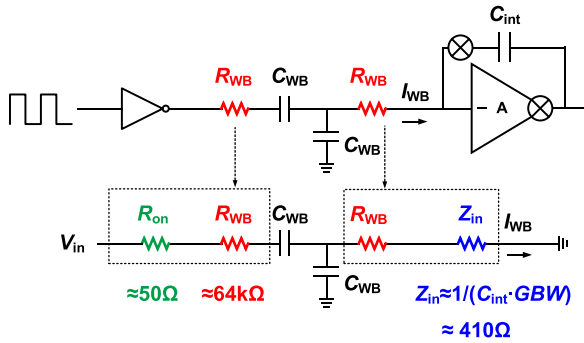 C_int
R_WB C_WB R_WB I_WB
− A
C_WB
R_on R_WB C_WB R_WB Z_in I_WB
V_in
C_WB
≈50Ω ≈64kΩ Z_in≈1/(C_int·GBW)
≈ 410Ω